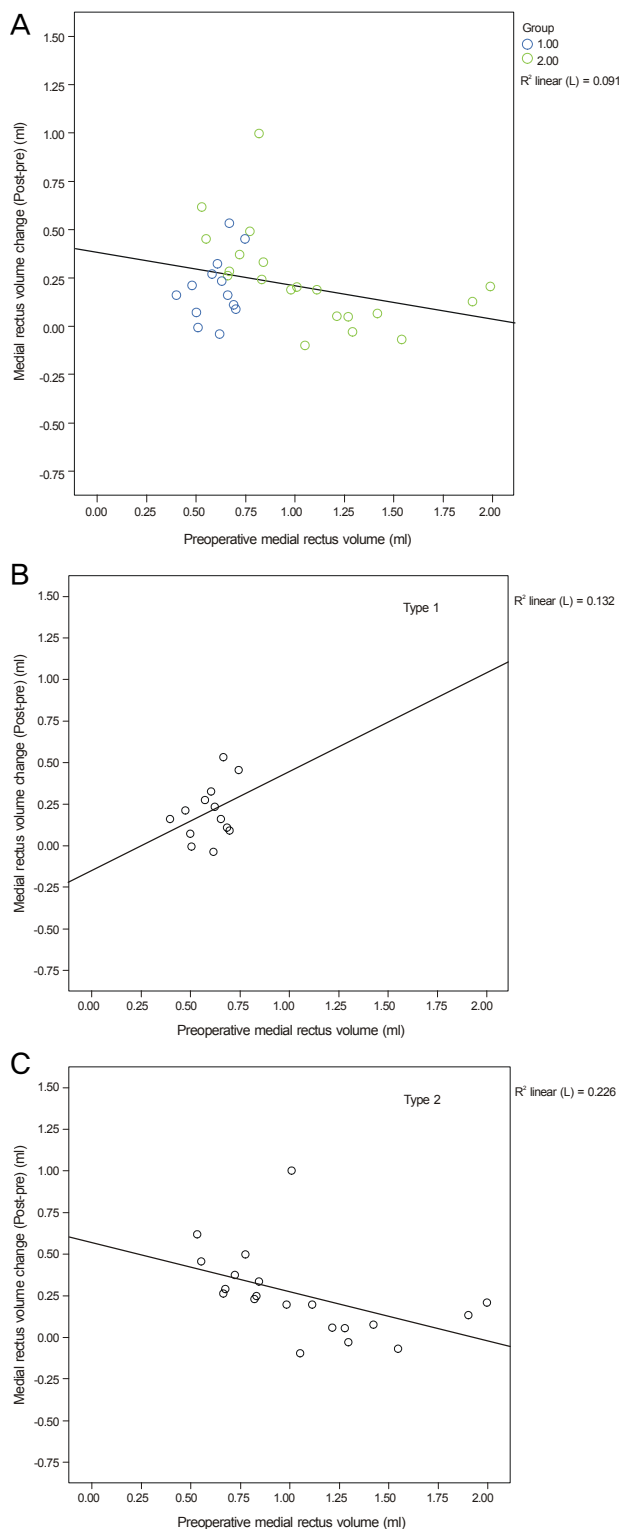 A
Group
1.00
2.00
R² linear (L) = 0.091
1.50
1.00
0.75
0.50
0.25
0.00
-0.25
-0.50
-0.75
Medial rectus volume change (Post-pre) (ml)
0.00 0.25 0.50 0.75 1.00 1.25 1.50 1.75 2.00
Preoperative medial rectus volume (ml)
B
Type 1
R² linear (L) = 0.132
1.50
1.00
0.75
0.50
0.25
0.00
-0.25
-0.50
-0.75
Medial rectus volume change (Post-pre) (ml)
0.00 0.25 0.50 0.75 1.00 1.25 1.50 1.75 2.00
Preoperative medial rectus volume (ml)
C
Type 2
R² linear (L) = 0.226
1.50
1.00
0.75
0.50
0.25
0.00
-0.25
-0.50
-0.75
Medial rectus volume change (Post-pre) (ml)
0.00 0.25 0.50 0.75 1.00 1.25 1.50 1.75 2.00
Preoperative medial rectus volume (ml)